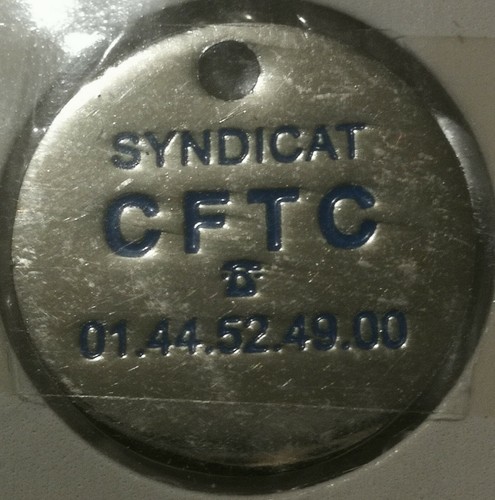 SYNDICAT
CFTC
☎
01.44.52.49.00